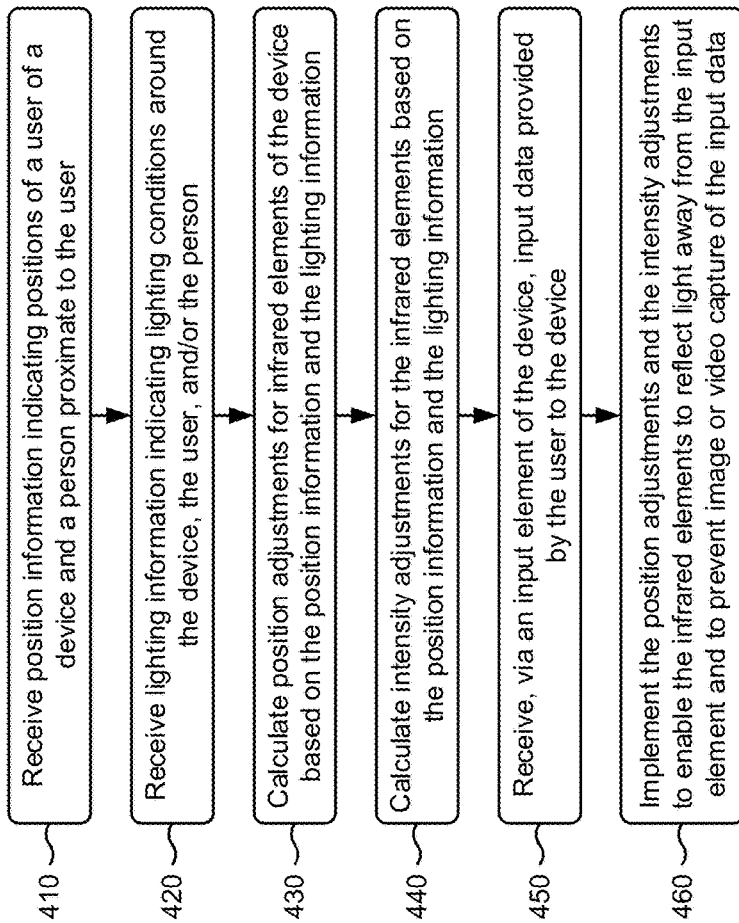 410
Receive position information indicating positions of a user of a
device and a person proximate to the user
420
Receive lighting information indicating lighting conditions around
the device, the user, and/or the person
430
Calculate position adjustments for infrared elements of the device
based on the position information and the lighting information
440
Calculate intensity adjustments for the infrared elements based on
the position information and the lighting information
450
Receive, via an input element of the device, input data provided
by the user to the device
460
Implement the position adjustments and the intensity adjustments
to enable the infrared elements to reflect light away from the input
element and to prevent image or video capture of the input data